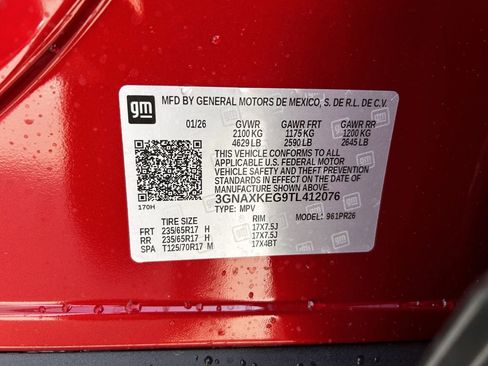 gm
MFD BY GENERAL MOTORS DE MEXICO, S. DE R.L. DE C.V.
01/26 GVWR GAWR FRT GAWR RR
2100 KG 1175 KG 1200 KG
4629 LB 2590 LB 2645 LB
THIS VEHICLE CONFORMS TO ALL
APPLICABLE U.S. FEDERAL MOTOR
VEHICLE SAFETY AND THEFT
PREVENTION STANDARDS IN EFFECT
ON THE DATE OF MANUFACTURE
SHOWN ABOVE.
3GNAXKEG9TL412076
170H TYPE: MPV MODEL: 961PR26
TIRE SIZE RIM
FRT 235/65R17 H 17X7.5J
RR 235/65R17 H 17X7.5J
SPA T125/70R17 M 17X4BT